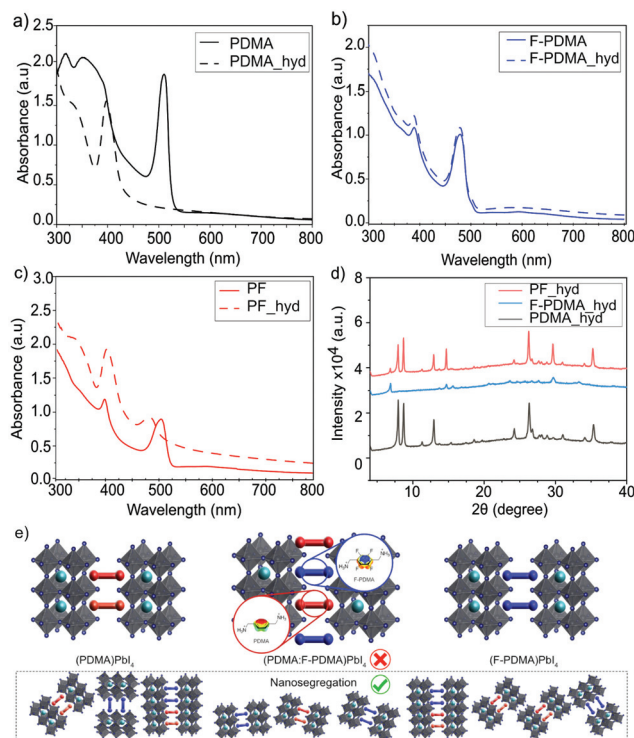 a)
PDMA
PDMA_hyd
Absorbance (a.u)
2.0
1.5
1.0
0.5
0.0
300 400 500 600 700 800
Wavelength (nm)
b)
F-PDMA
F-PDMA_hyd
Absorbance (a.u)
2.0
1.5
1.0
0.5
0.0
300 400 500 600 700 800
Wavelength (nm)
c)
PF
PF_hyd
Absorbance (a.u)
3.0
2.5
2.0
1.5
1.0
0.5
0.0
300 400 500 600 700 800
Wavelength (nm)
d)
PF_hyd
F-PDMA_hyd
PDMA_hyd
Intensity x10⁴ (a.u.)
8
6
4
2
0
10 20 30 40
2θ (degree)
e)
NH₂
F F
H₂N
F F
F-PDMA
NH₂
H₂N
PDMA
(PDMA)PbI₄
(PDMA:F-PDMA)PbI₄
(F-PDMA)PbI₄
Nanosegregation